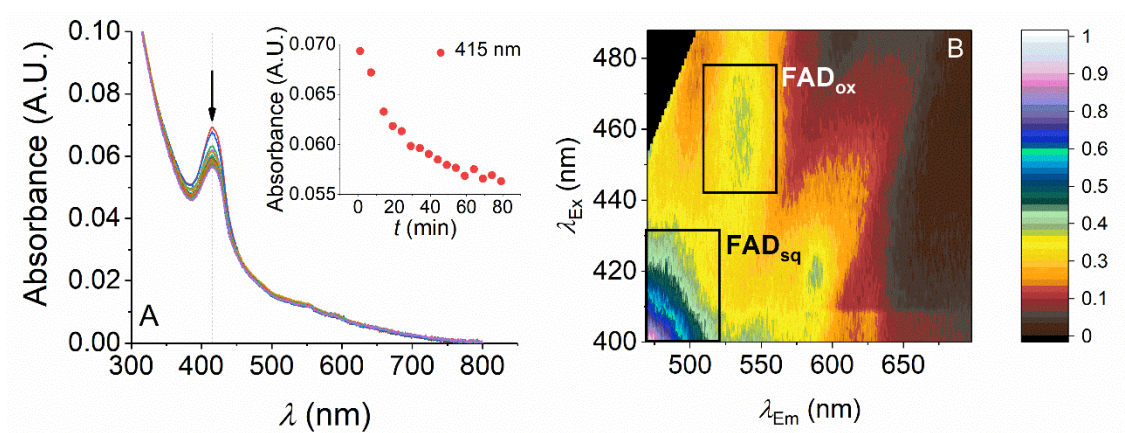 0.10
0.08
0.06
0.04
0.02
0.00
Absorbance (A.U.)
300 400 500 600 700 800
λ (nm)
A
0.070
0.065
0.060
0.055
Absorbance (A.U.)
415 nm
0 20 40 60 80
t (min)
B
480
460
440
420
400
λEx (nm)
FADox
FADsq
500 550 600 650
λEm (nm)
1
0.9
0.8
0.7
0.6
0.5
0.4
0.3
0.2
0.1
0